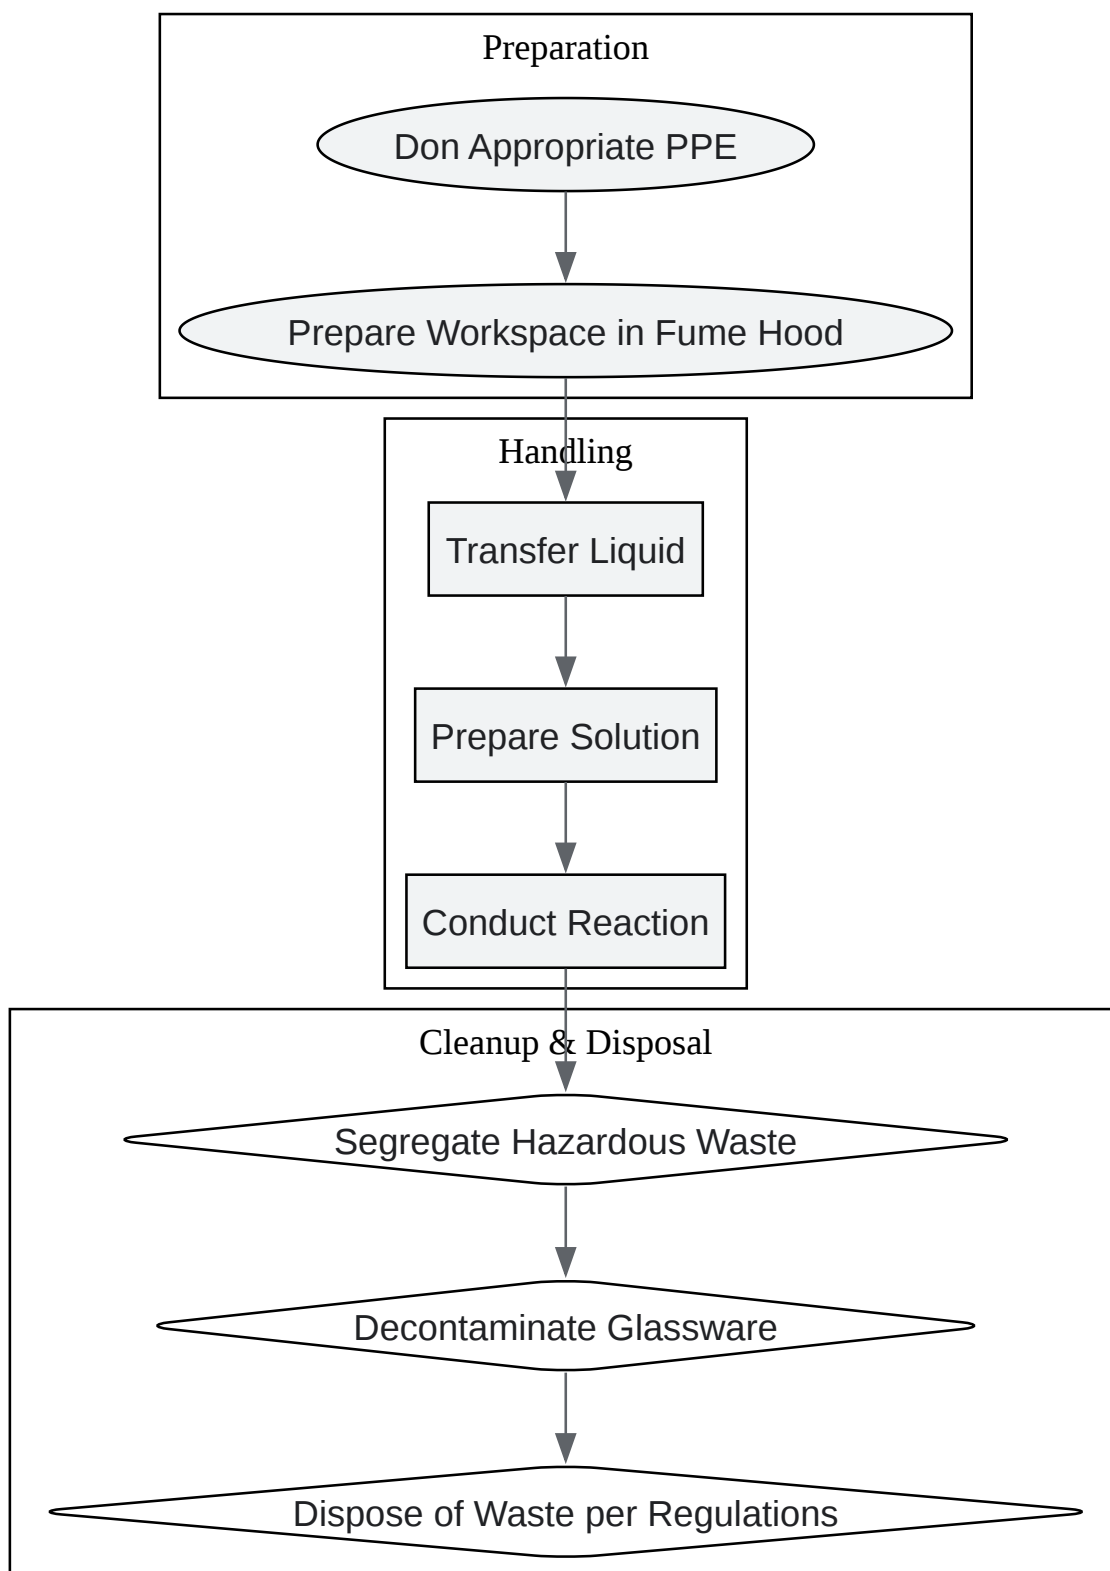 Preparation
Don Appropriate PPE
Prepare Workspace in Fume Hood
Handling
Transfer Liquid
Prepare Solution
Conduct Reaction
Cleanup & Disposal
Segregate Hazardous Waste
Decontaminate Glassware
Dispose of Waste per Regulations